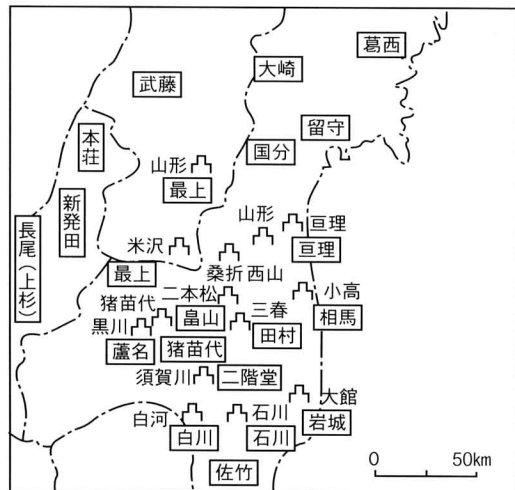 葛西
大崎
武藤
留守
本荘
国分
山形
最上
新発田
山形
亘理
亘理
長尾(上杉)
米沢
桑折西山
最上
小高
相馬
二本松
畠山
三春
田村
猪苗代
黒川
蘆名
猪苗代
須賀川
二階堂
大館
岩城
白河
白川
石川
石川
佐竹
0 50km